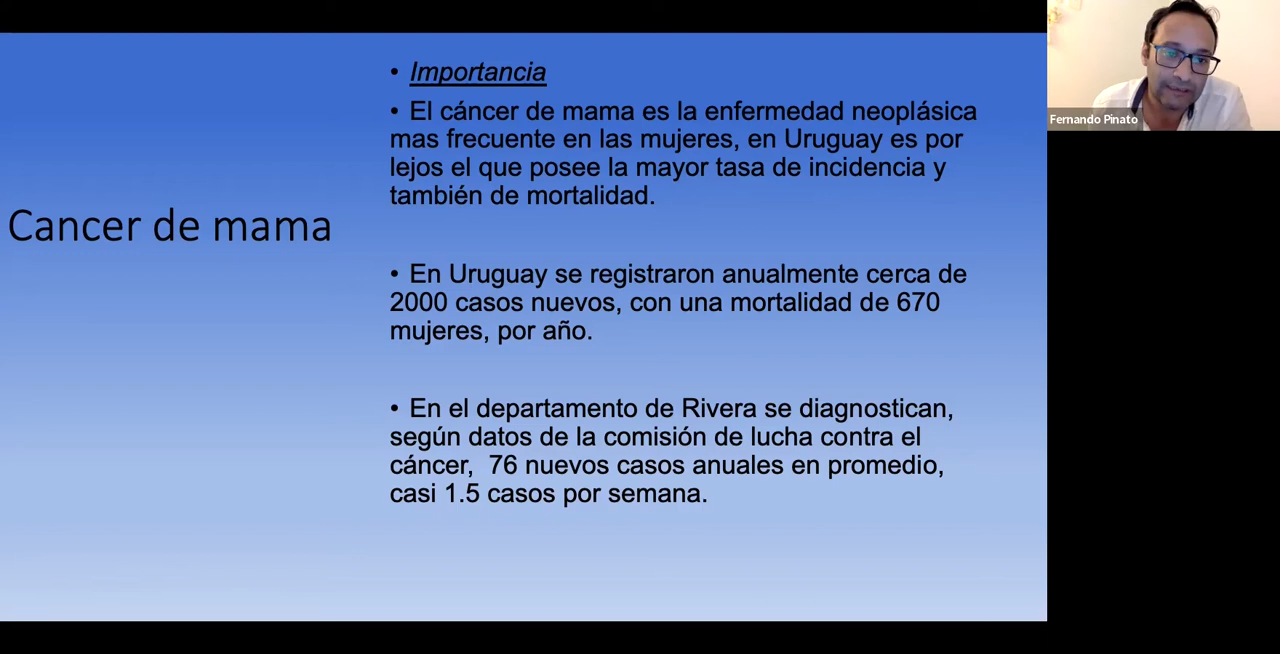 Cancer de mama
• Importancia
• El cáncer de mama es la enfermedad neoplásica
mas frecuente en las mujeres, en Uruguay es por
lejos el que posee la mayor tasa de incidencia y
también de mortalidad.
• En Uruguay se registraron anualmente cerca de
2000 casos nuevos, con una mortalidad de 670
mujeres, por año.
• En el departamento de Rivera se diagnostican,
según datos de la comisión de lucha contra el
cáncer,  76 nuevos casos anuales en promedio,
casi 1.5 casos por semana.
Fernando Pinato